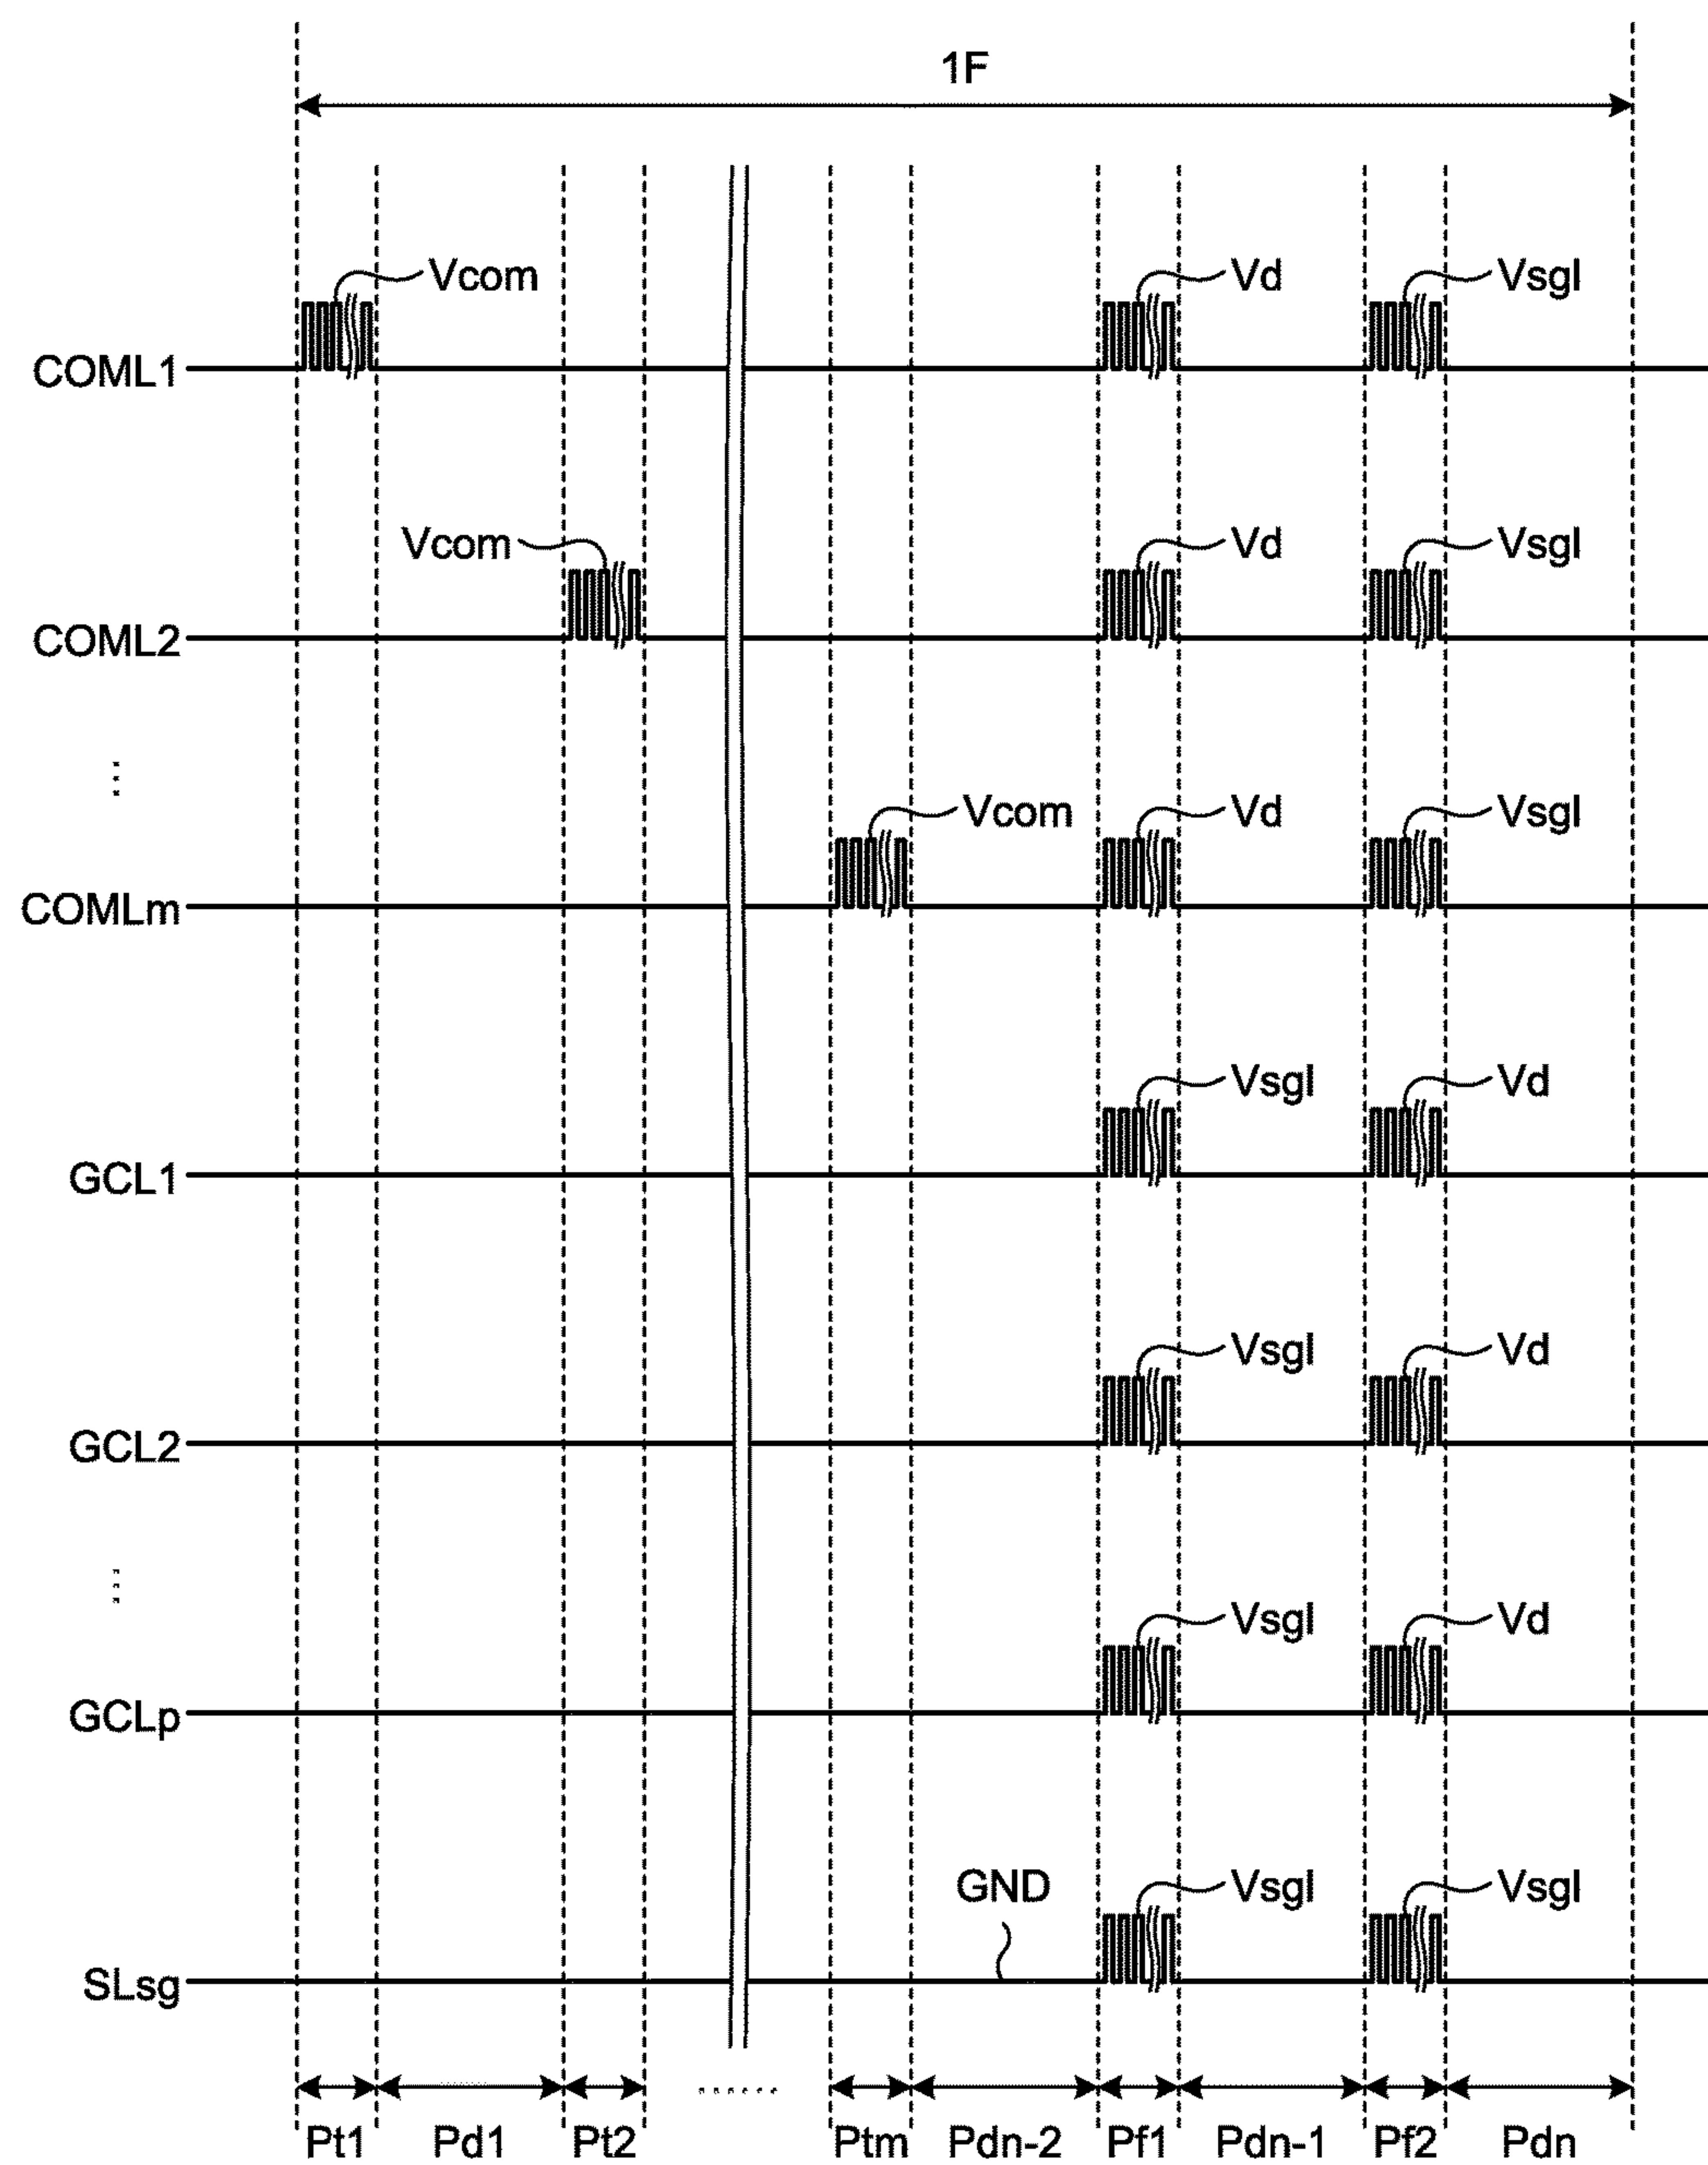 1F
Vcom Vd Vsgl
COML1
Vcom Vd Vsgl
COML2
⋮
Vcom Vd Vsgl
COMLm
Vsgl Vd
GCL1
Vsgl Vd
GCL2
⋮
Vsgl Vd
GCLp
GND Vsgl Vsgl
SLsg
......
Pt1 Pd1 Pt2 Ptm Pdn-2 Pf1 Pdn-1 Pf2 Pdn